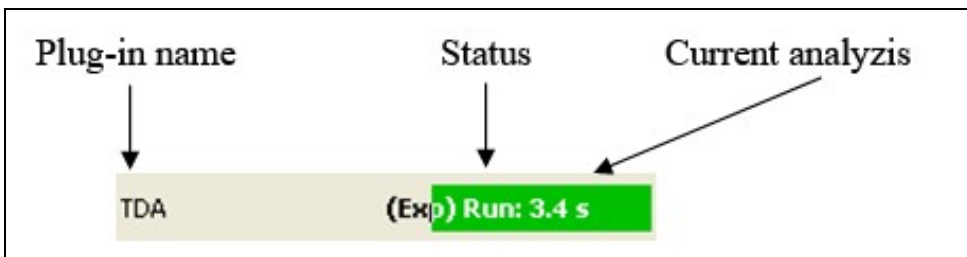 Plug-in name Status Current analyzis
TDA (Exp) Run: 3.4 s